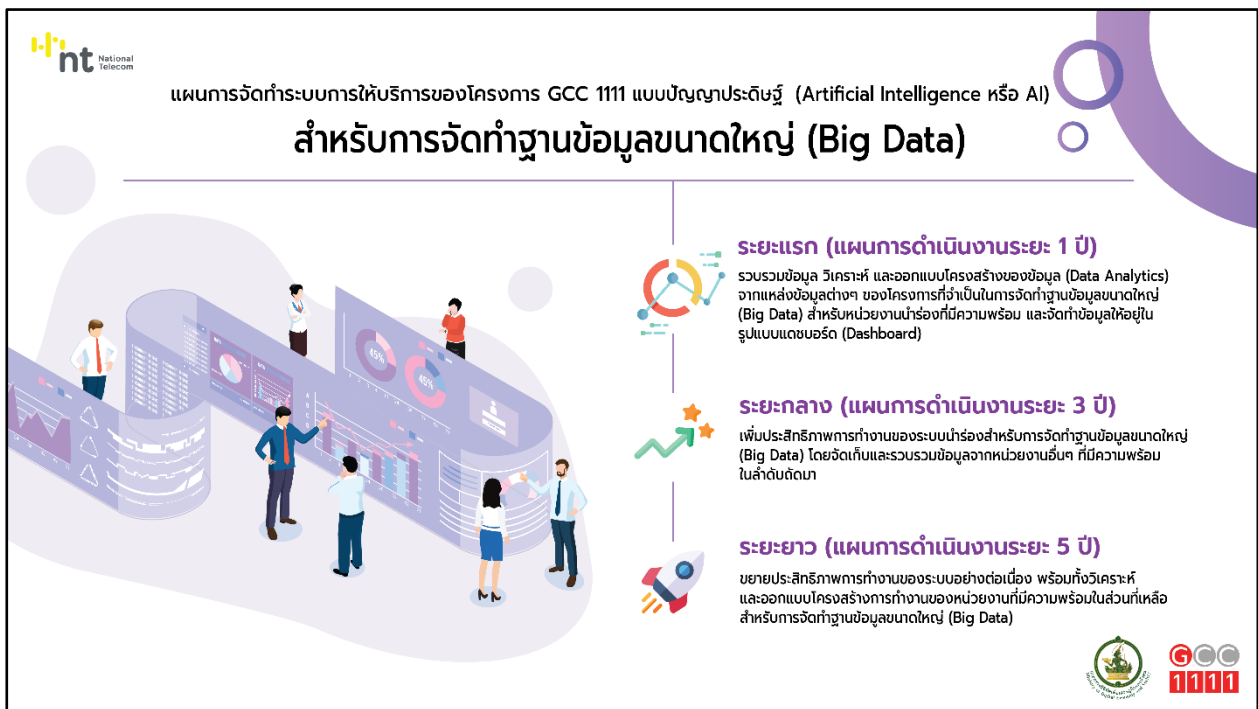 nt National
Telecom
แผนการจัดทำระบบการให้บริการของโครงการ GCC 1111 แบบปัญญาประดิษฐ์ (Artificial Intelligence หรือ AI)
สำหรับการจัดทำฐานข้อมูลขนาดใหญ่ (Big Data)
ระยะแรก (แผนการดำเนินงานระยะ 1 ปี)
รวบรวมข้อมูล วิเคราะห์ และออกแบบโครงสร้างของข้อมูล (Data Analytics)
จากแหล่งข้อมูลต่างๆ ของโครงการที่จำเป็นในการจัดทำฐานข้อมูลขนาดใหญ่
(Big Data) สำหรับหน่วยงานนำร่องที่มีความพร้อม และจัดทำข้อมูลให้อยู่ใน
รูปแบบแดชบอร์ด (Dashboard)
ระยะกลาง (แผนการดำเนินงานระยะ 3 ปี)
เพิ่มประสิทธิภาพการทำงานของระบบนำร่องสำหรับการจัดทำฐานข้อมูลขนาดใหญ่
(Big Data) โดยจัดเก็บและรวบรวมข้อมูลจากหน่วยงานอื่นๆ ที่มีความพร้อม
ในลำดับถัดมา
ระยะยาว (แผนการดำเนินงานระยะ 5 ปี)
ขยายประสิทธิภาพการทำงานของระบบอย่างต่อเนื่อง พร้อมทั้งวิเคราะห์
และออกแบบโครงสร้างการทำงานของหน่วยงานที่มีความพร้อมในส่วนที่เหลือ
สำหรับการจัดทำฐานข้อมูลขนาดใหญ่ (Big Data)
45%
45%
GCC
1111